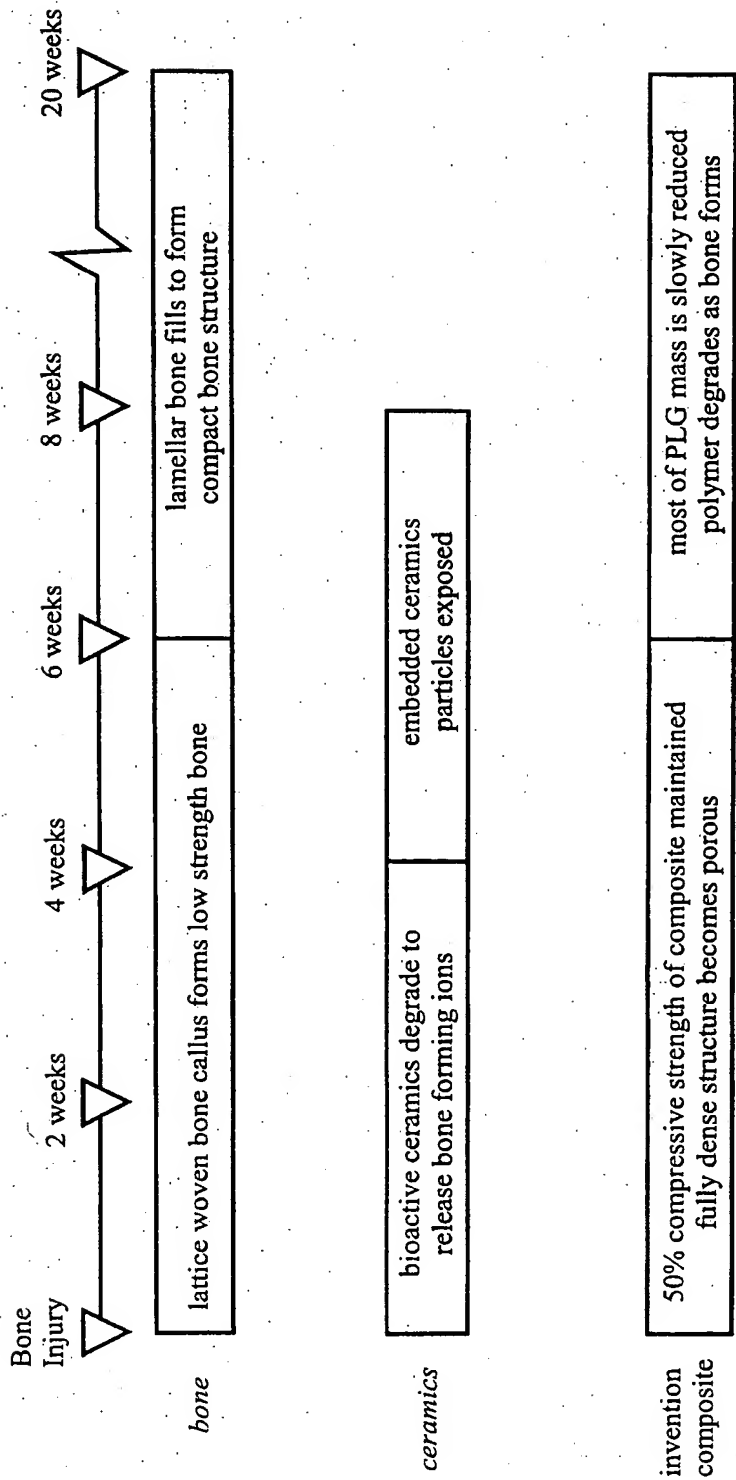 Bone
Injury
2 weeks
4 weeks
6 weeks
8 weeks
20 weeks
bone
lattice woven bone callus forms low strength bone
lamellar bone fills to form
compact bone structure
ceramics
bioactive ceramics degrade to
release bone forming ions
embedded ceramics
particles exposed
invention
composite
50% compressive strength of composite maintained
fully dense structure becomes porous
most of PLG mass is slowly reduced
polymer degrades as bone forms